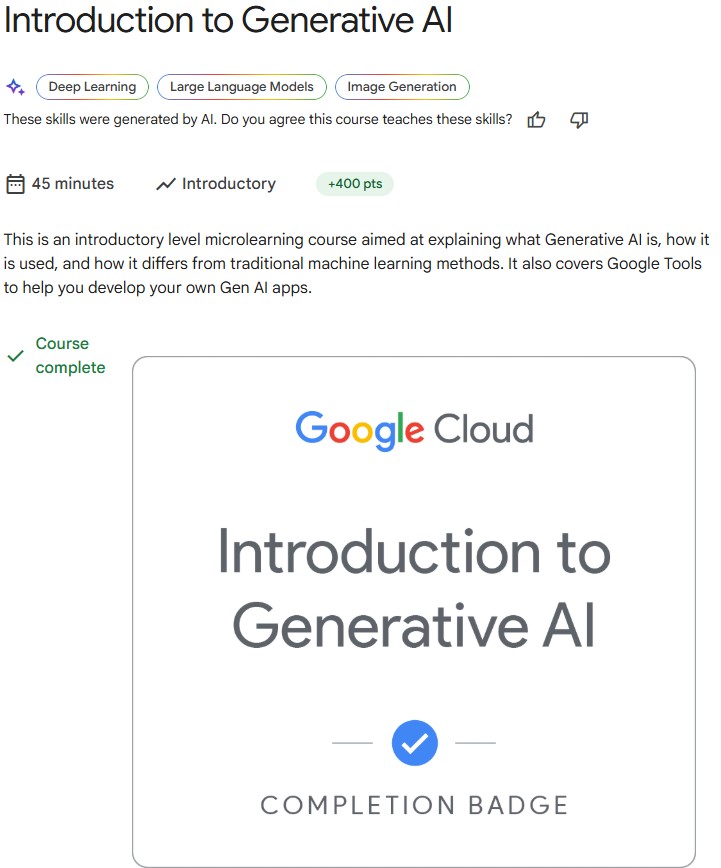 Introduction to Generative AI
Deep Learning
Large Language Models
Image Generation
These skills were generated by AI. Do you agree this course teaches these skills?
45 minutes
Introductory
+400 pts
This is an introductory level microlearning course aimed at explaining what Generative AI is, how it
is used, and how it differs from traditional machine learning methods. It also covers Google Tools
to help you develop your own Gen AI apps.
Course
complete
Google Cloud
Introduction to
Generative AI
COMPLETION BADGE